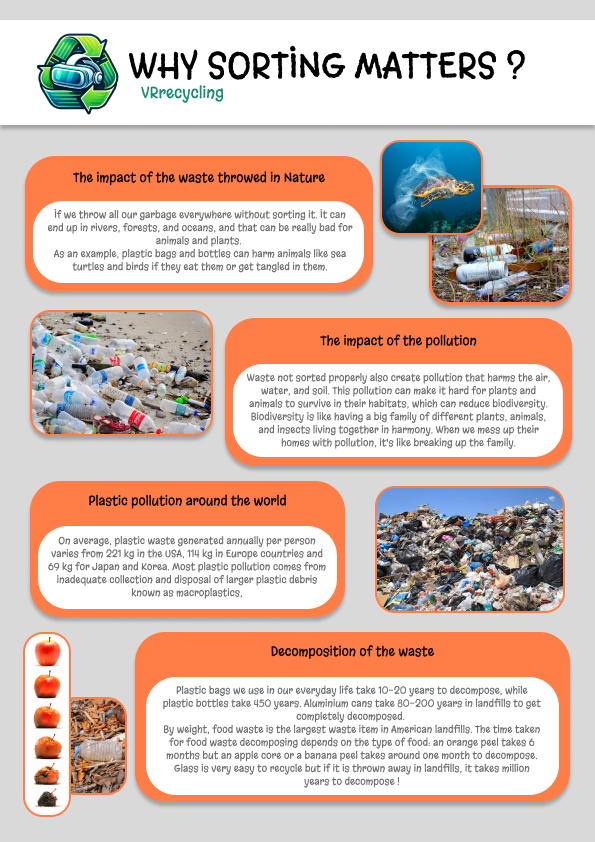 WHY SORTİNG MATTERS ?
VRrecycling
The impact of the waste throwed in Nature
İf we throw all our garbage everywhere without sorting it. İt can
end up in rivers, forests, and oceans, and that can be really bad for
animals and plants.
As an example, plastic bags and bottles can harm animals like sea
turtles and birds if they eat them or get tangled in them.
The impact of the pollution
Waste not sorted properly also create pollution that harms the air,
water, and soil. This pollution can make it hard for plants and
animals to survive in their habitats, which can reduce biodiversity.
Biodiversity is like having a big family of different plants, animals,
and insects living together in harmony. When we mess up their
homes with pollution, it's like breaking up the family.
Plastic pollution around the world
On average, plastic waste generated annually per person
varies from 221 kg in the USA, 114 kg in Europe countries and
69 kg for Japan and Korea. Most plastic pollution comes from
inadequate collection and disposal of larger plastic debris
known as macroplastics,
Decomposition of the waste
Plastic bags we use in our everyday life take 10-20 years to decompose, while
plastic bottles take 450 years. Aluminium cans take 80-200 years in landfills to get
completely decomposed.
By weight, food waste is the largest waste item in American landfills. The time taken
for food waste decomposing depends on the type of food: an orange peel takes 6
months but an apple core or a banana peel takes around one month to decompose.
Glass is very easy to recycle but if it is thrown away in landfills, it takes million
years to decompose !